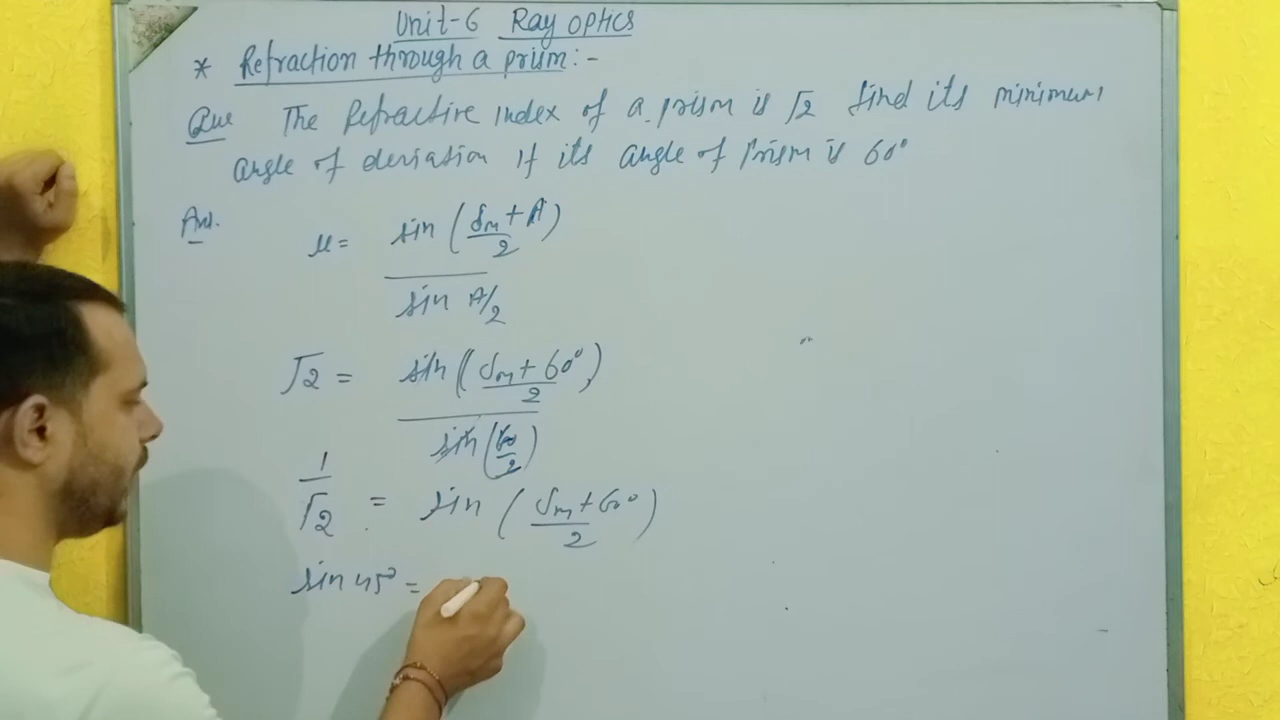 Unit-6 Ray optics
* Refraction through a prism:-
Que The Refractive index of a prism is √2 find its minimum
angle of deviation if its angle of Prism is 60°
Ans.
μ = sin (δm + A / 2) / sin A/2
√2 = sin ((δm + 60° / 2) / sin (60 / 2)
1/√2 = sin (δm + 60° / 2)
sin 45° =